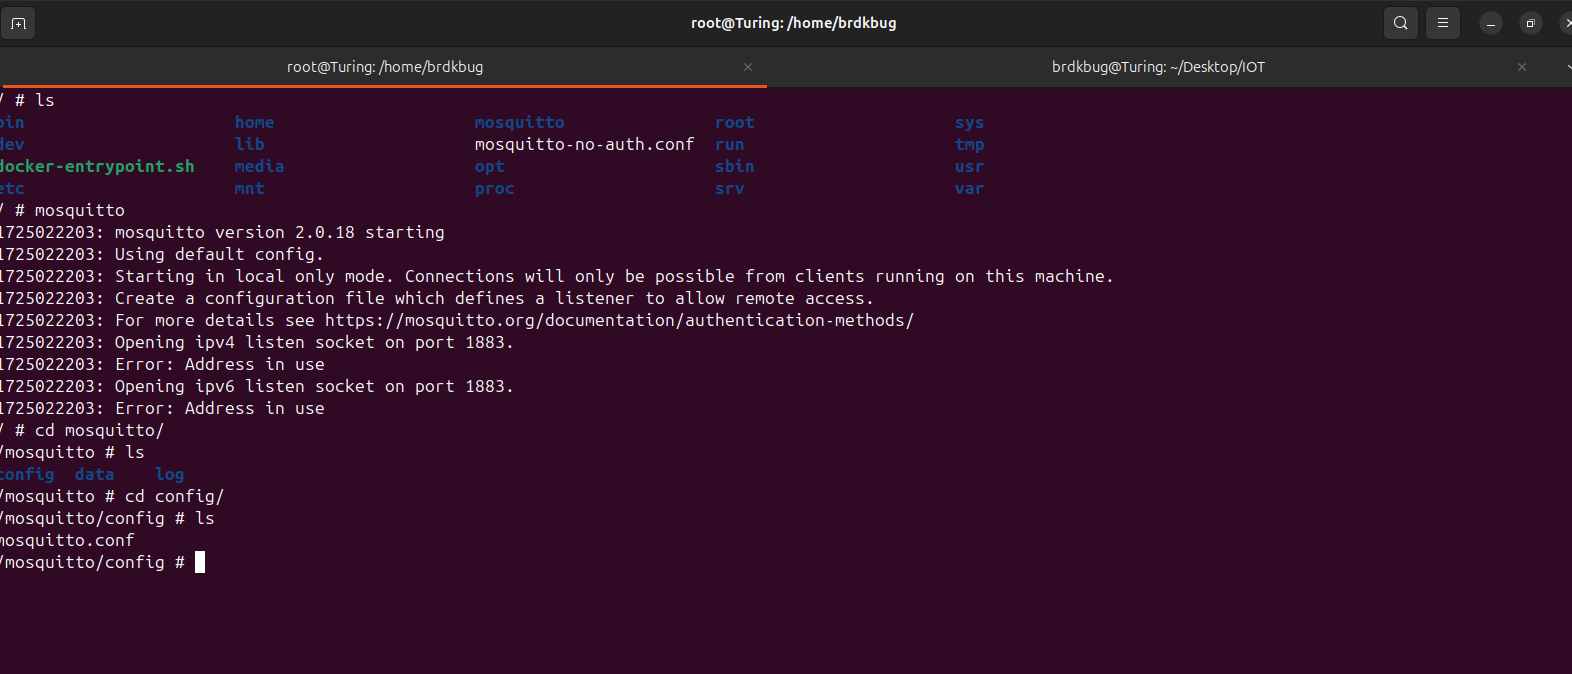 root@Turing: /home/brdkbug
root@Turing: /home/brdkbug × brdkbug@Turing: ~/Desktop/IOT ×
/ # ls
bin home mosquitto root sys
dev lib mosquitto-no-auth.conf run tmp
docker-entrypoint.sh media opt sbin usr
etc mnt proc srv var
/ # mosquitto
1725022203: mosquitto version 2.0.18 starting
1725022203: Using default config.
1725022203: Starting in local only mode. Connections will only be possible from clients running on this machine.
1725022203: Create a configuration file which defines a listener to allow remote access.
1725022203: For more details see https://mosquitto.org/documentation/authentication-methods/
1725022203: Opening ipv4 listen socket on port 1883.
1725022203: Error: Address in use
1725022203: Opening ipv6 listen socket on port 1883.
1725022203: Error: Address in use
/ # cd mosquitto/
/mosquitto # ls
config data log
/mosquitto # cd config/
/mosquitto/config # ls
mosquitto.conf
/mosquitto/config #